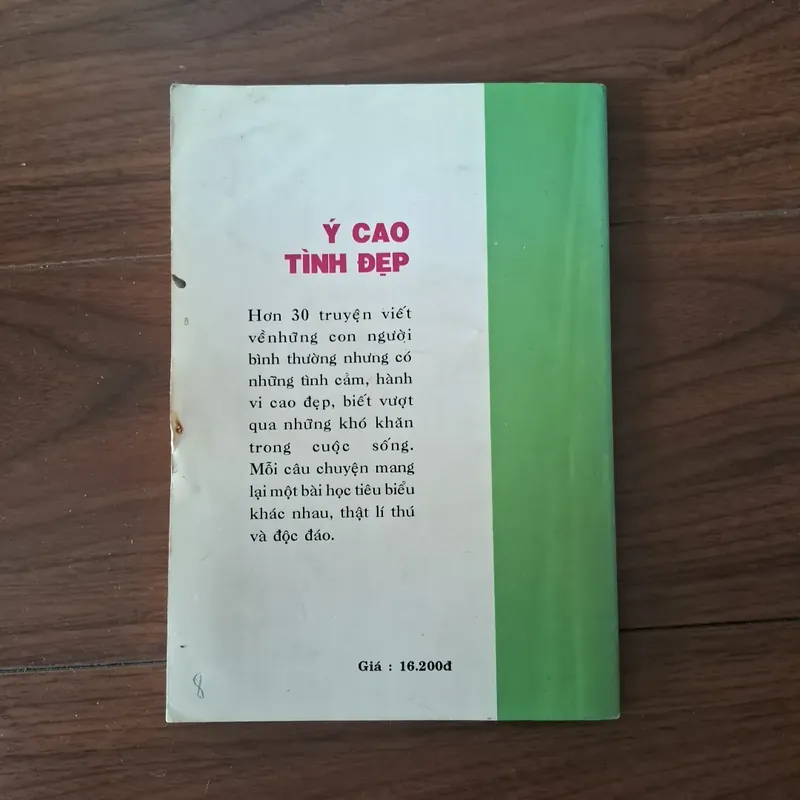 Ý CAO
TÌNH ĐẸP
Hơn 30 truyện viết
vềnhững con người
bình thường nhưng có
những tình cảm, hành
vi cao đẹp, biết vượt
qua những khó khăn
trong cuộc sống.
Mỗi câu chuyện mang
lại một bài học tiêu biểu
khác nhau, thật lí thú
và độc đáo.
Giá : 16.200đ
8